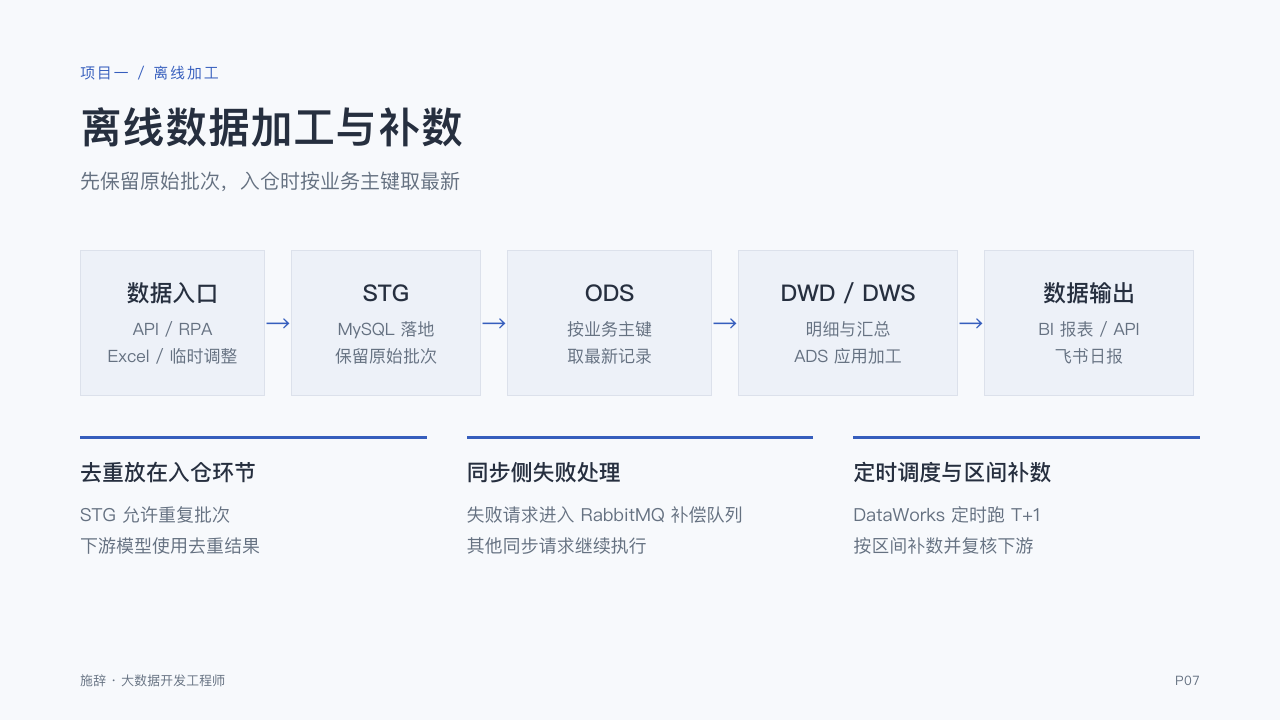 项目一 / 离线加工
离线数据加工与补数
先保留原始批次，入仓时按业务主键取最新
数据入口
API / RPA
Excel / 临时调整
→
STG
MySQL 落地
保留原始批次
→
ODS
按业务主键
取最新记录
→
DWD / DWS
明细与汇总
ADS 应用加工
→
数据输出
BI 报表 / API
飞书日报
去重放在入仓环节
STG 允许重复批次
下游模型使用去重结果
同步侧失败处理
失败请求进入 RabbitMQ 补偿队列
其他同步请求继续执行
定时调度与区间补数
DataWorks 定时跑 T+1
按区间补数并复核下游
施辞 · 大数据开发工程师
P07